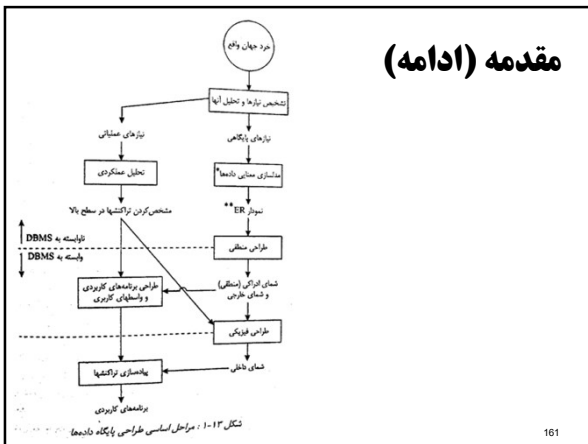 مقدمه (ادامه)
خرد جهان واقع
تشخیص نیازها و تحلیل آنها
نیازهای عملیاتی
نیازهای پایگاهی
تحلیل عملکردی
مدلسازی معنایی داده‌ها*
مشخص‌کردن تراکنشها در سطح بالا
نمودار ER**
ناوابسته به DBMS
وابسته به DBMS
طراحی منطقی
طراحی برنامه‌های کاربردی
و واسطهای کاربری
شمای ادراکی (منطقی)
و شمای خارجی
طراحی فیزیکی
شمای داخلی
پیاده‌سازی تراکنشها
برنامه‌های کاربردی
شکل ۱۳-۱ : مراحل اساسی طراحی پایگاه داده‌ها
161